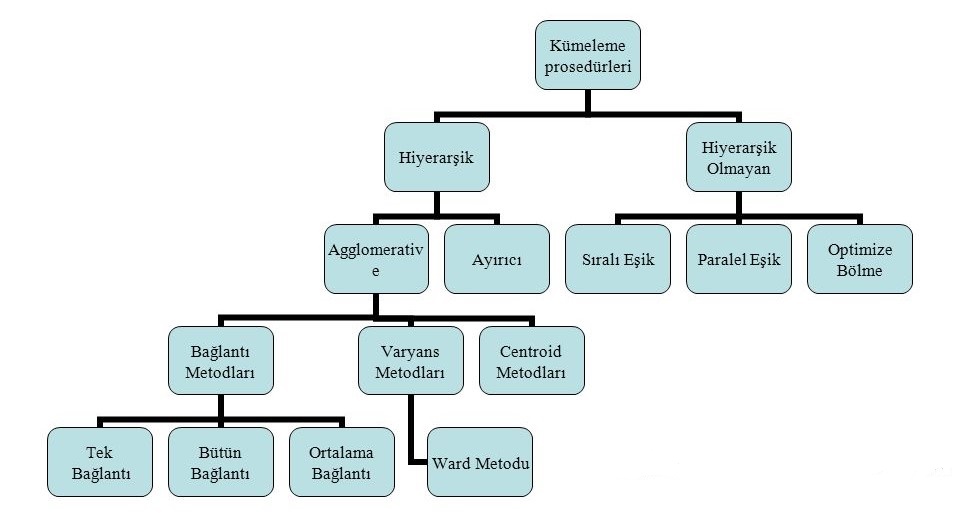 Kümeleme
prosedürleri
Hiyerarşik
Hiyerarşik
Olmayan
Agglomerativ
e
Ayırıcı
Sıralı Eşik
Paralel Eşik
Optimize
Bölme
Bağlantı
Metodları
Varyans
Metodları
Centroid
Metodları
Tek
Bağlantı
Bütün
Bağlantı
Ortalama
Bağlantı
Ward Metodu